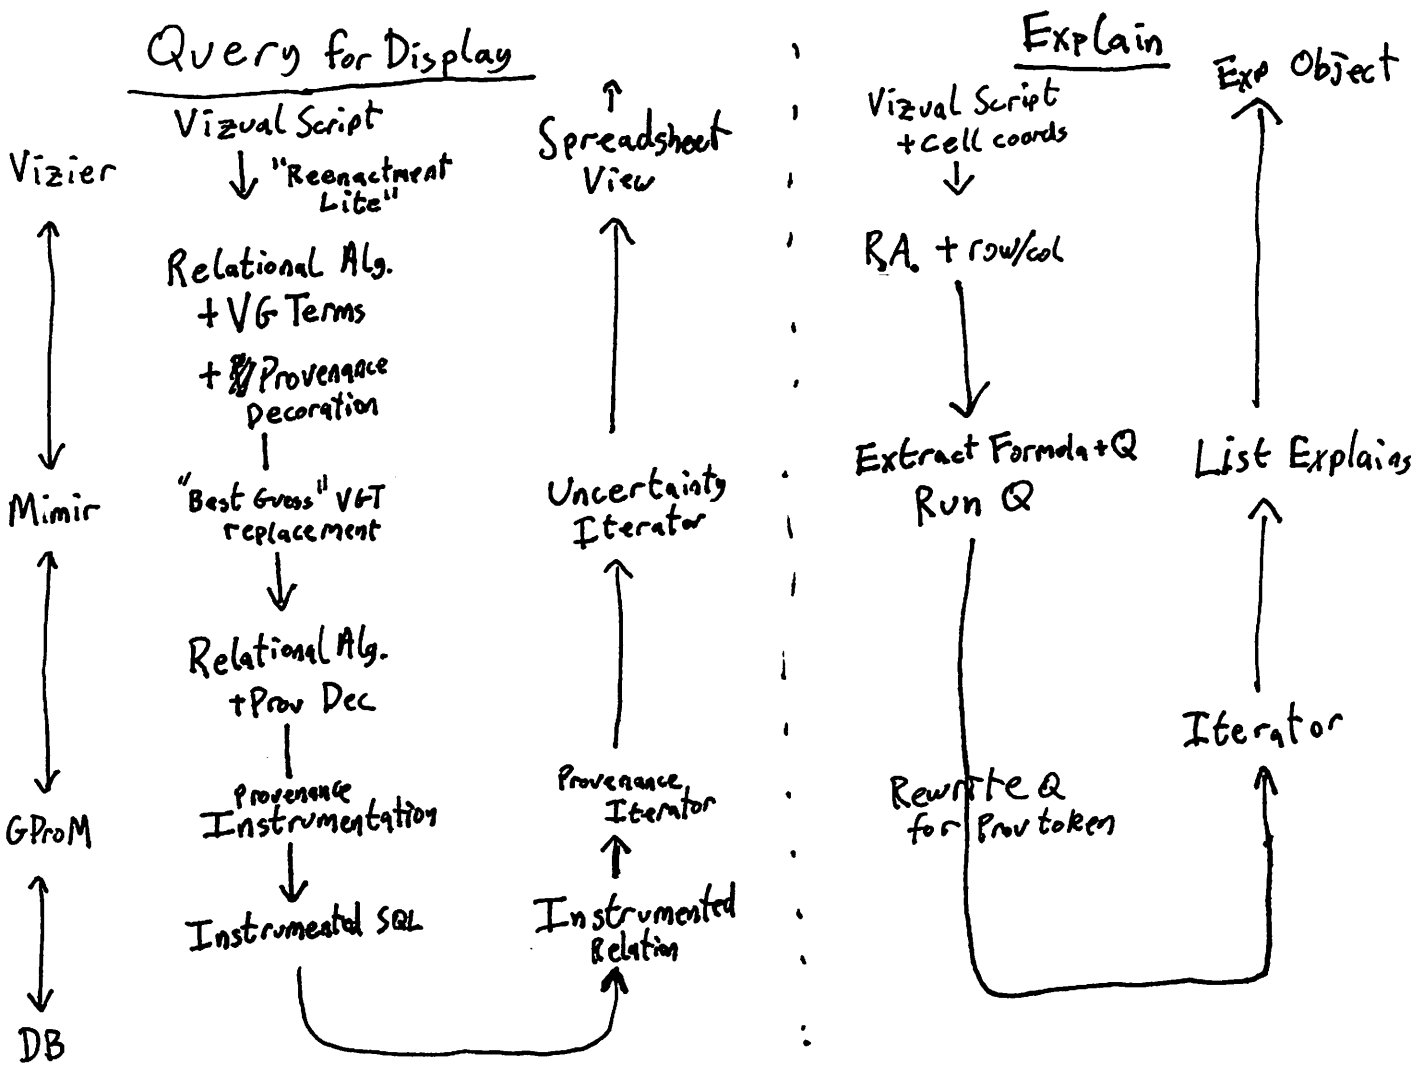 Query for Display
Vizier
Mimir
GProM
DB
Vizual Script
"Reenactment
Lite"
Relational Alg.
+ VG Terms
+ Provenance
Decoration
"Best Guess" VGT
replacement
Relational Alg.
+Prov Dec
Provenance
Instrumentation
Instrumented SQL
Spreadsheet
View
Uncertainty
Iterator
Provenance
Iterator
Instrumented
Relation
Explain
Vizual Script
+ Cell coords
R.A. + row/col
Extract Formula+Q
Run Q
Rewrite Q
for Prov token
Exp Object
List Explains
Iterator